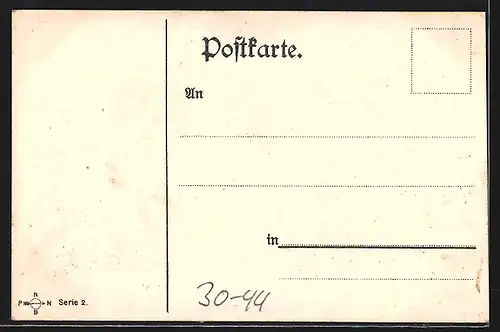 Postkarte.
An
in
N
P N Serie 2.
B
30-44